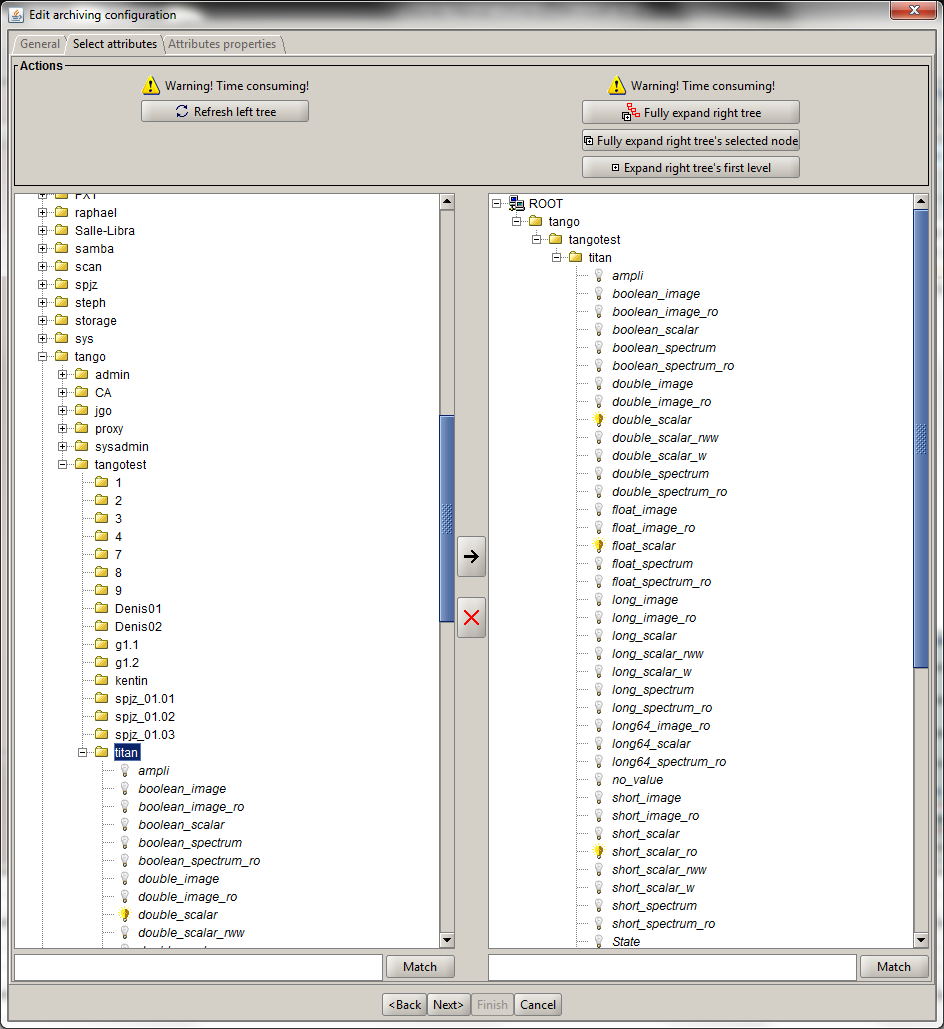 Edit archiving configuration
General Select attributes Attributes properties
Actions
Warning! Time consuming!
Refresh left tree
Warning! Time consuming!
Fully expand right tree
Fully expand right tree's selected node
Expand right tree's first level
raphael
Salle-Libra
samba
scan
spjz
steph
storage
sys
tango
admin
CA
jgo
proxy
sysadmin
tangotest
1
2
3
4
7
8
9
Denis01
Denis02
g1.1
g1.2
kentin
spjz_01.01
spjz_01.02
spjz_01.03
titan
ampli
boolean_image
boolean_image_ro
boolean_scalar
boolean_spectrum
boolean_spectrum_ro
double_image
double_image_ro
double_scalar
double_scalar_rww
Match
ROOT
tango
tangotest
titan
ampli
boolean_image
boolean_image_ro
boolean_scalar
boolean_spectrum
boolean_spectrum_ro
double_image
double_image_ro
double_scalar
double_scalar_rww
double_scalar_w
double_spectrum
double_spectrum_ro
float_image
float_image_ro
float_scalar
float_spectrum
float_spectrum_ro
long_image
long_image_ro
long_scalar
long_scalar_rww
long_scalar_w
long_spectrum
long_spectrum_ro
long64_image_ro
long64_scalar
long64_spectrum_ro
no_value
short_image
short_image_ro
short_scalar
short_scalar_ro
short_scalar_rww
short_scalar_w
short_spectrum
short_spectrum_ro
State
Match
<Back Next> Finish Cancel